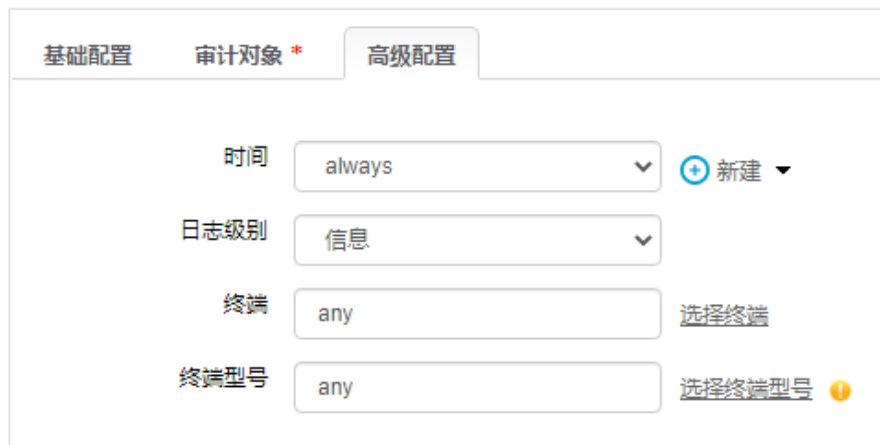 基础配置 审计对象 * 高级配置
时间 always 新建
日志级别 信息
终端 any 选择终端
终端型号 any 选择终端型号